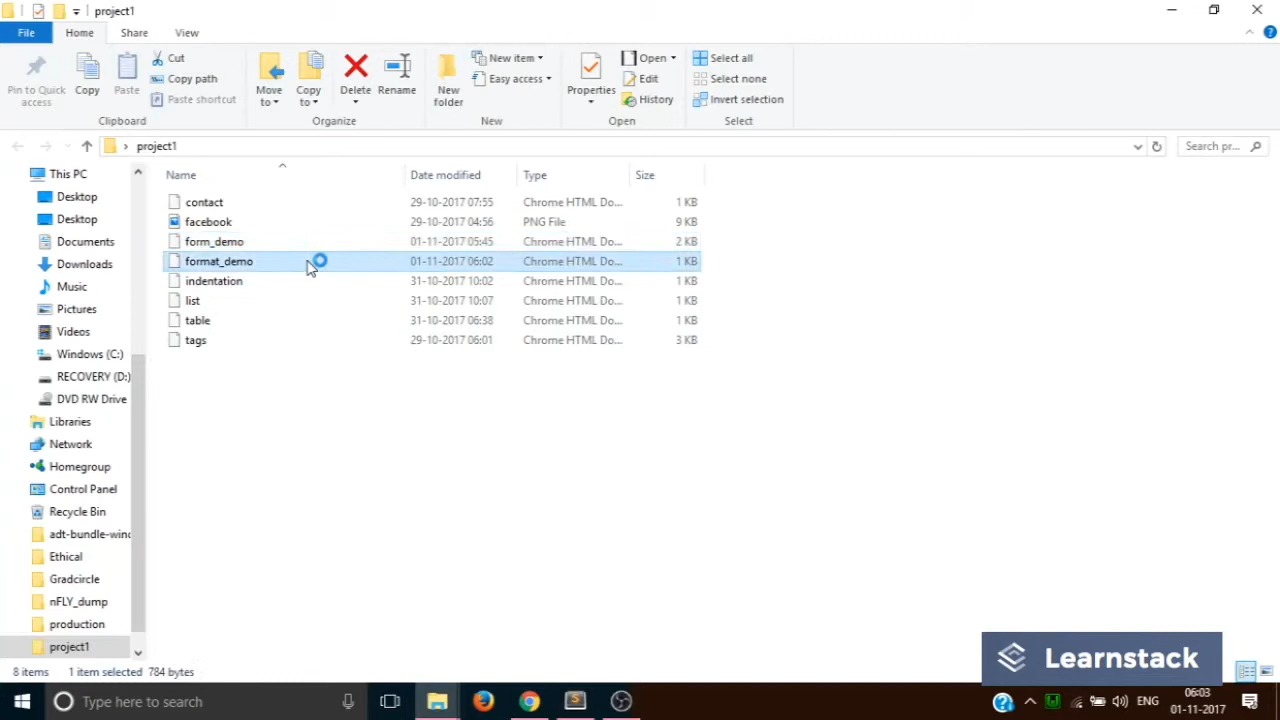 project1
File Home Share View
Pin to Quick access
Copy
Paste
Cut
Copy path
Paste shortcut
Move to
Copy to
Delete
Rename
New folder
New item
Easy access
Properties
Open
Edit
History
Select all
Select none
Invert selection
Clipboard Organize New Open Select
project1
Search pr...
Name Date modified Type Size
contact 29-10-2017 07:55 Chrome HTML Do... 1 KB
facebook 29-10-2017 04:56 PNG File 9 KB
form_demo 01-11-2017 05:45 Chrome HTML Do... 2 KB
format_demo 01-11-2017 06:02 Chrome HTML Do... 1 KB
indentation 31-10-2017 10:02 Chrome HTML Do... 1 KB
list 31-10-2017 10:07 Chrome HTML Do... 1 KB
table 31-10-2017 06:38 Chrome HTML Do... 1 KB
tags 29-10-2017 06:01 Chrome HTML Do... 3 KB
This PC
Desktop
Desktop
Documents
Downloads
Music
Pictures
Videos
Windows (C:)
RECOVERY (D:)
DVD RW Drive
Libraries
Network
Homegroup
Control Panel
Recycle Bin
adt-bundle-wind
Ethical
Gradcircle
nFLY_dump
production
project1
8 items 1 item selected 784 bytes
Learnstack
Type here to search
ENG
06:03
01-11-2017